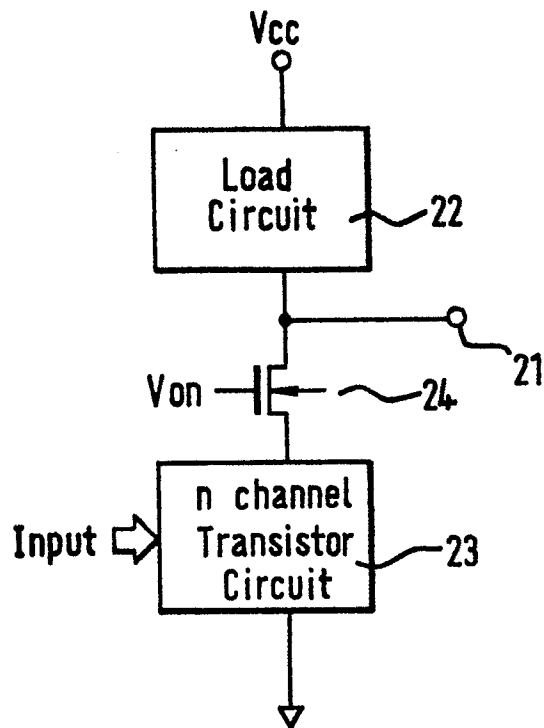 Vcc
Load
Circuit
22
21
Von
24
n channel
Transistor
Circuit
Input
23